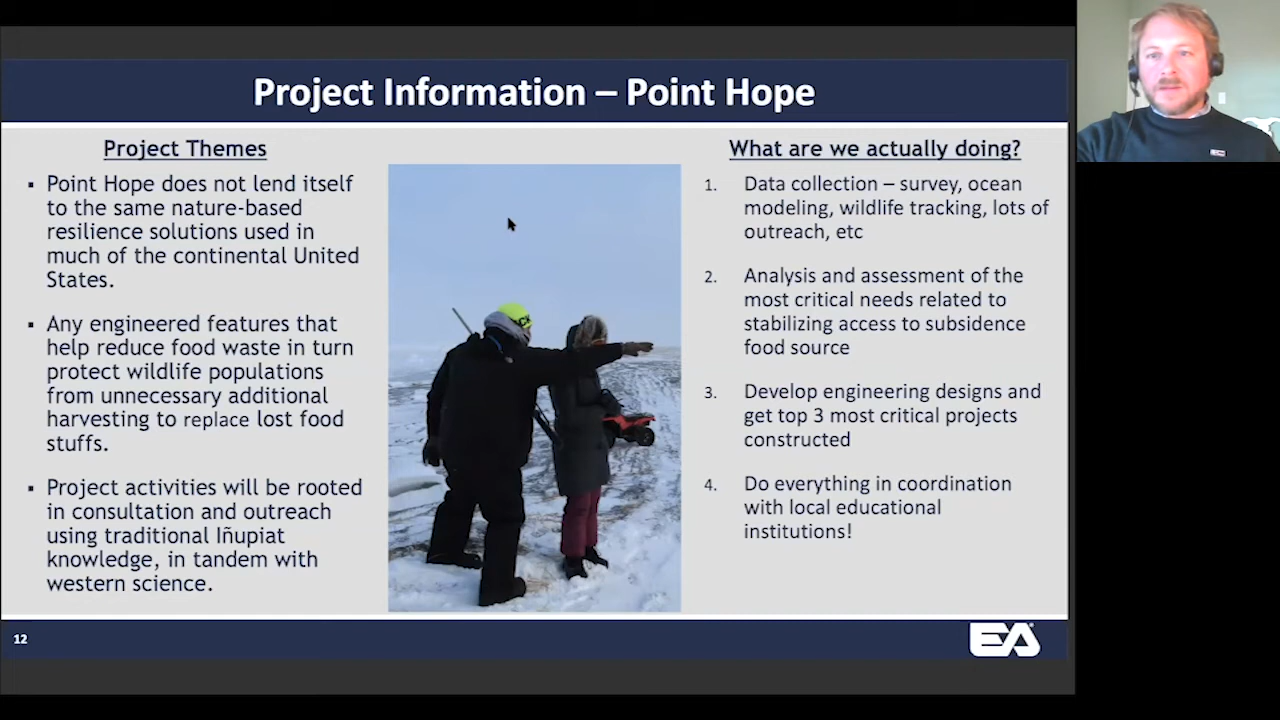 Project Information – Point Hope
Project Themes
▪ Point Hope does not lend itself
to the same nature-based
resilience solutions used in
much of the continental United
States.
▪ Any engineered features that
help reduce food waste in turn
protect wildlife populations
from unnecessary additional
harvesting to replace lost food
stuffs.
▪ Project activities will be rooted
in consultation and outreach
using traditional Iñupiat
knowledge, in tandem with
western science.
What are we actually doing?
1. Data collection – survey, ocean
modeling, wildlife tracking, lots of
outreach, etc
2. Analysis and assessment of the
most critical needs related to
stabilizing access to subsidence
food source
3. Develop engineering designs and
get top 3 most critical projects
constructed
4. Do everything in coordination
with local educational
institutions!
12
EA